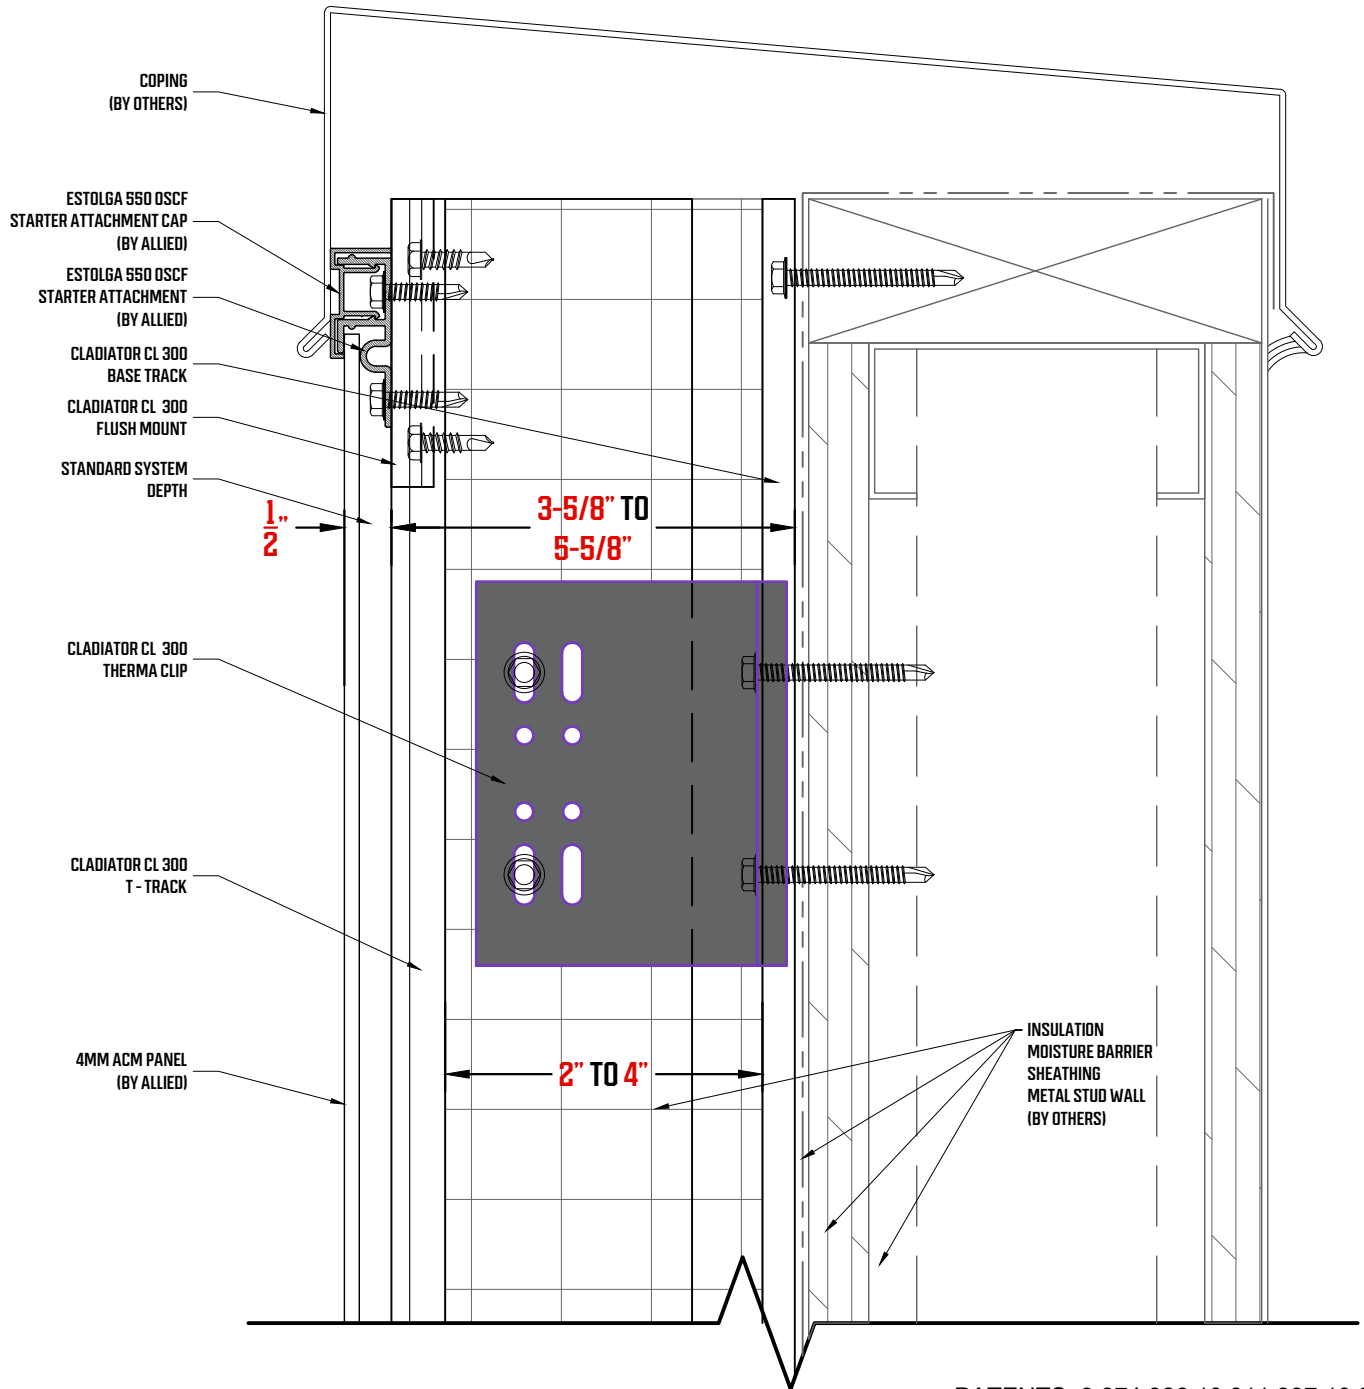 COPING
(BY OTHERS)
ESTOLGA 550 OSCF
STARTER ATTACHMENT CAP
(BY ALLIED)
ESTOLGA 550 OSCF
STARTER ATTACHMENT
(BY ALLIED)
CLADIATOR CL 300
BASE TRACK
CLADIATOR CL 300
FLUSH MOUNT
STANDARD SYSTEM
DEPTH
1/2”
3-5/8” TO
5-5/8”
CLADIATOR CL 300
THERMA CLIP
CLADIATOR CL 300
T - TRACK
4MM ACM PANEL
(BY ALLIED)
2” TO 4”
INSULATION
MOISTURE BARRIER
SHEATHING
METAL STUD WALL
(BY OTHERS)